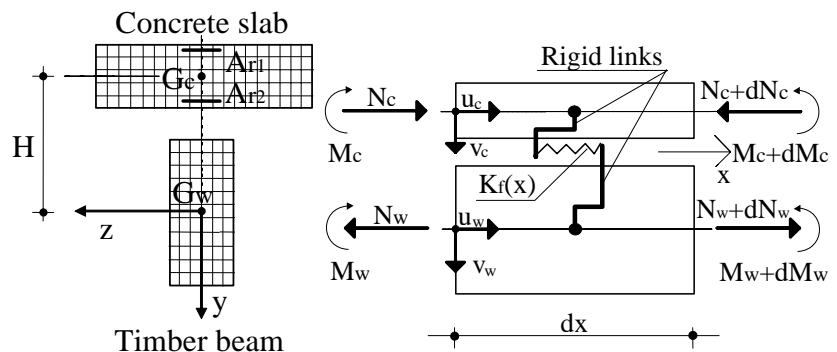 Concrete slab
Ar1
Gc
Ar2
H
Gw
z
y
Timber beam
Rigid links
Nc
uc
Nc+dNc
Mc
vc
Kf(x)
Mc+dMc
x
Nw
uw
Nw+dNw
Mw
vw
Mw+dMw
dx